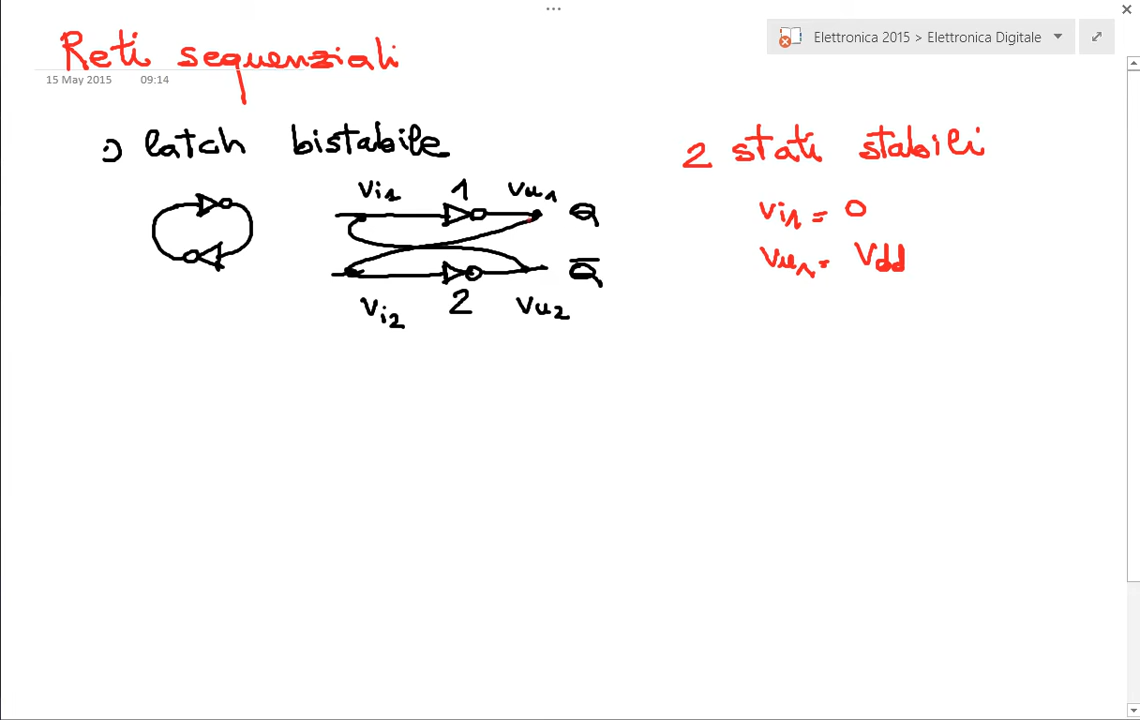 Elettronica 2015 > Elettronica Digitale
Reti sequenziali
15 May 2015 09:14
1) latch bistabile
Vi1 1 Vu1 Q
Q̅
Vi2 2 Vu2
2 stati stabili
Vi1 = 0
Vu1 = Vdd